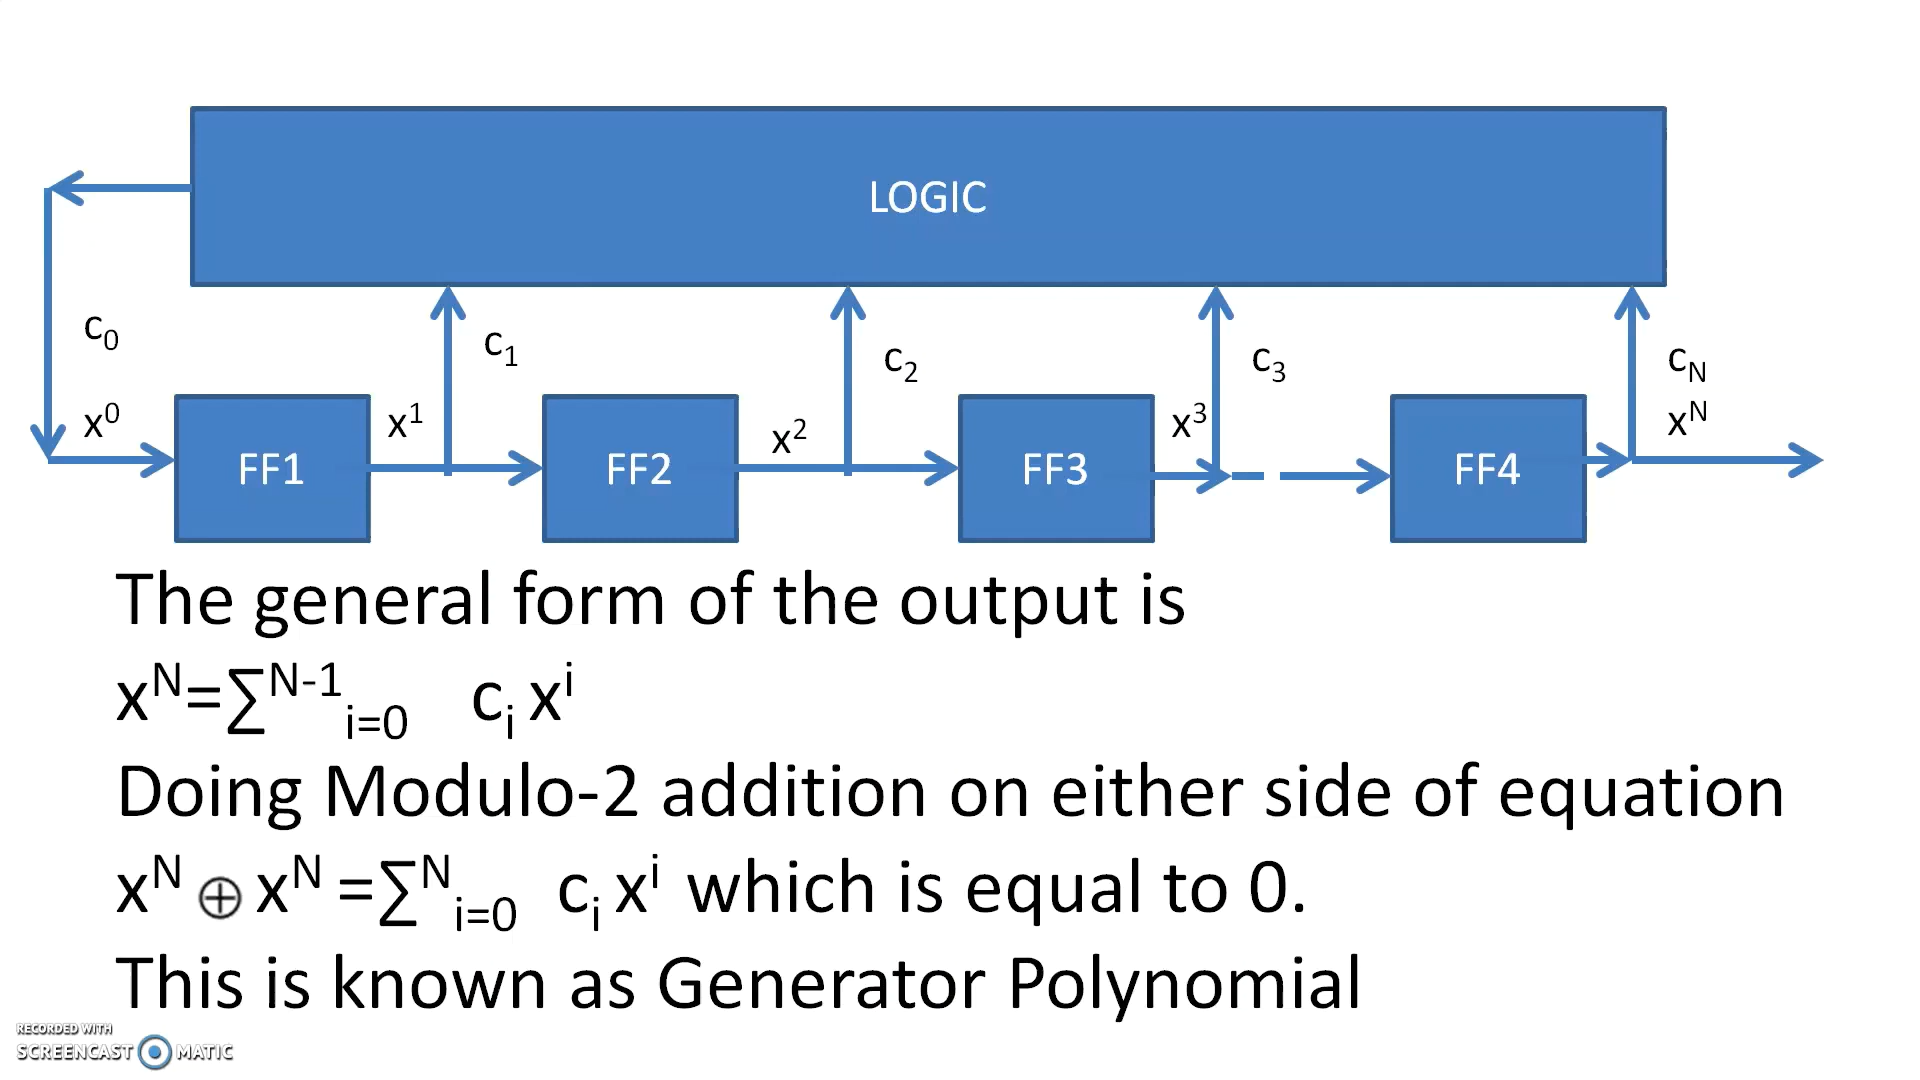 LOGIC
c0
c1
c2
c3
cN
x0
x1
x2
x3
xN
FF1
FF2
FF3
FF4
The general form of the output is
xN=∑N-1i=0 ci xi
Doing Modulo-2 addition on either side of equation
xN ⊕ xN =∑Ni=0 ci xi which is equal to 0.
This is known as Generator Polynomial
RECORDED WITH
SCREENCAST MATIC